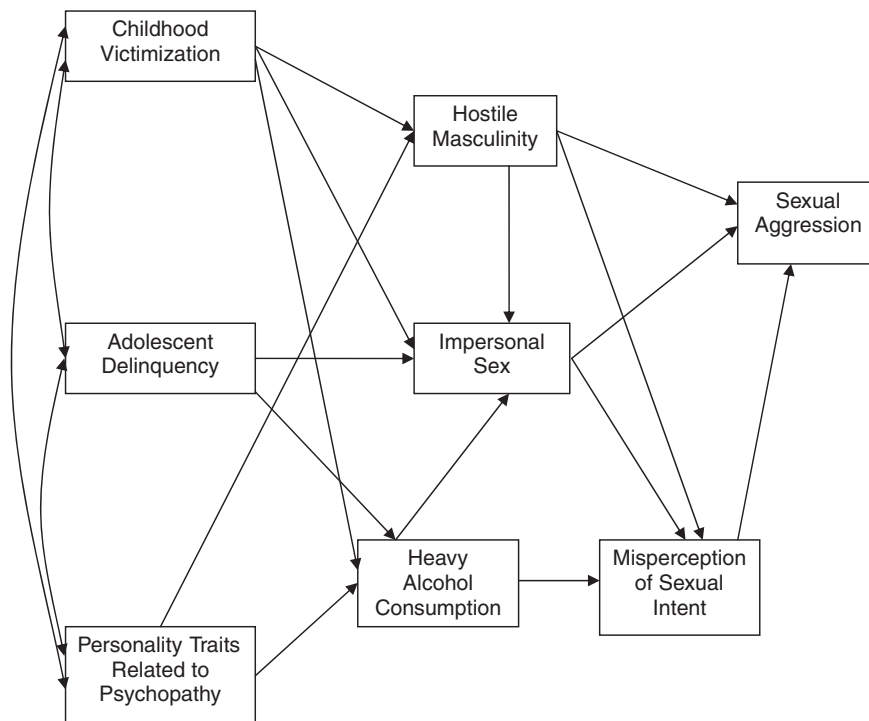 Childhood
Victimization
Hostile
Masculinity
Sexual
Aggression
Adolescent
Delinquency
Impersonal
Sex
Heavy
Alcohol
Consumption
Misperception
of Sexual
Intent
Personality Traits
Related to
Psychopathy